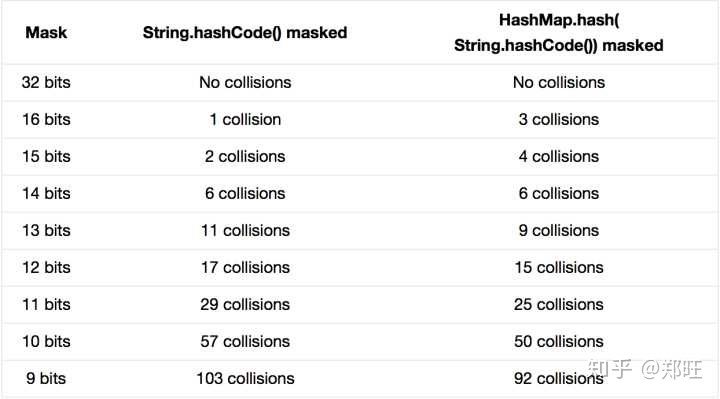 Mask String.hashCode() masked HashMap.hash(
String.hashCode()) masked
32 bits No collisions No collisions
16 bits 1 collision 3 collisions
15 bits 2 collisions 4 collisions
14 bits 6 collisions 6 collisions
13 bits 11 collisions 9 collisions
12 bits 17 collisions 15 collisions
11 bits 29 collisions 25 collisions
10 bits 57 collisions 50 collisions
9 bits 103 collisions 92 collisions
知乎 @郑旺